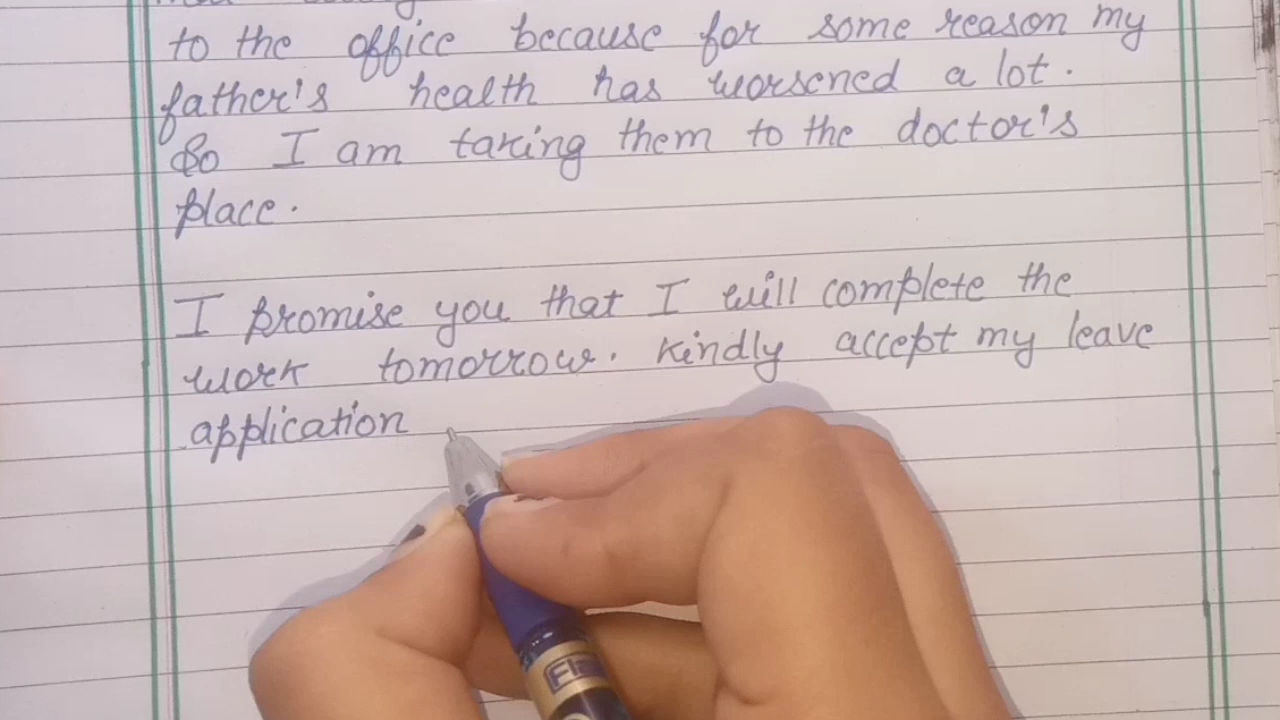 to the office because for some reason my
father's health has worsened a lot.
So I am taking them to the doctor's
place.
I promise you that I will complete the
work tomorrow. Kindly accept my leave
application